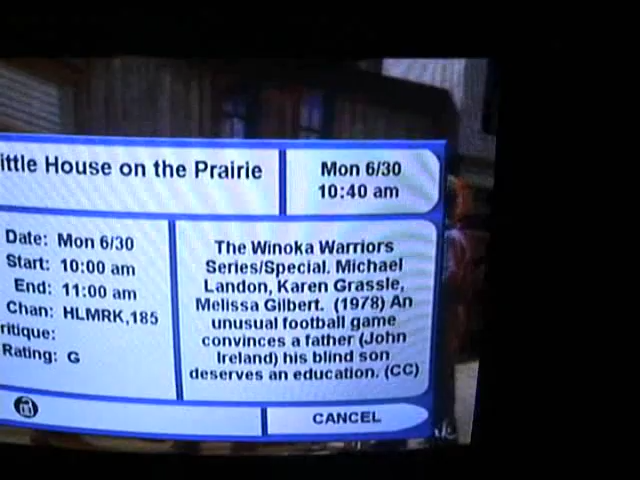 ittle House on the Prairie
Mon 6/30
10:40 am
Date: Mon 6/30
Start: 10:00 am
End: 11:00 am
Chan: HLMRK,185
ritique:
Rating: G
The Winoka Warriors
Series/Special. Michael
Landon, Karen Grassle,
Melissa Gilbert. (1978) An
unusual football game
convinces a father (John
Ireland) his blind son
deserves an education. (CC)
CANCEL